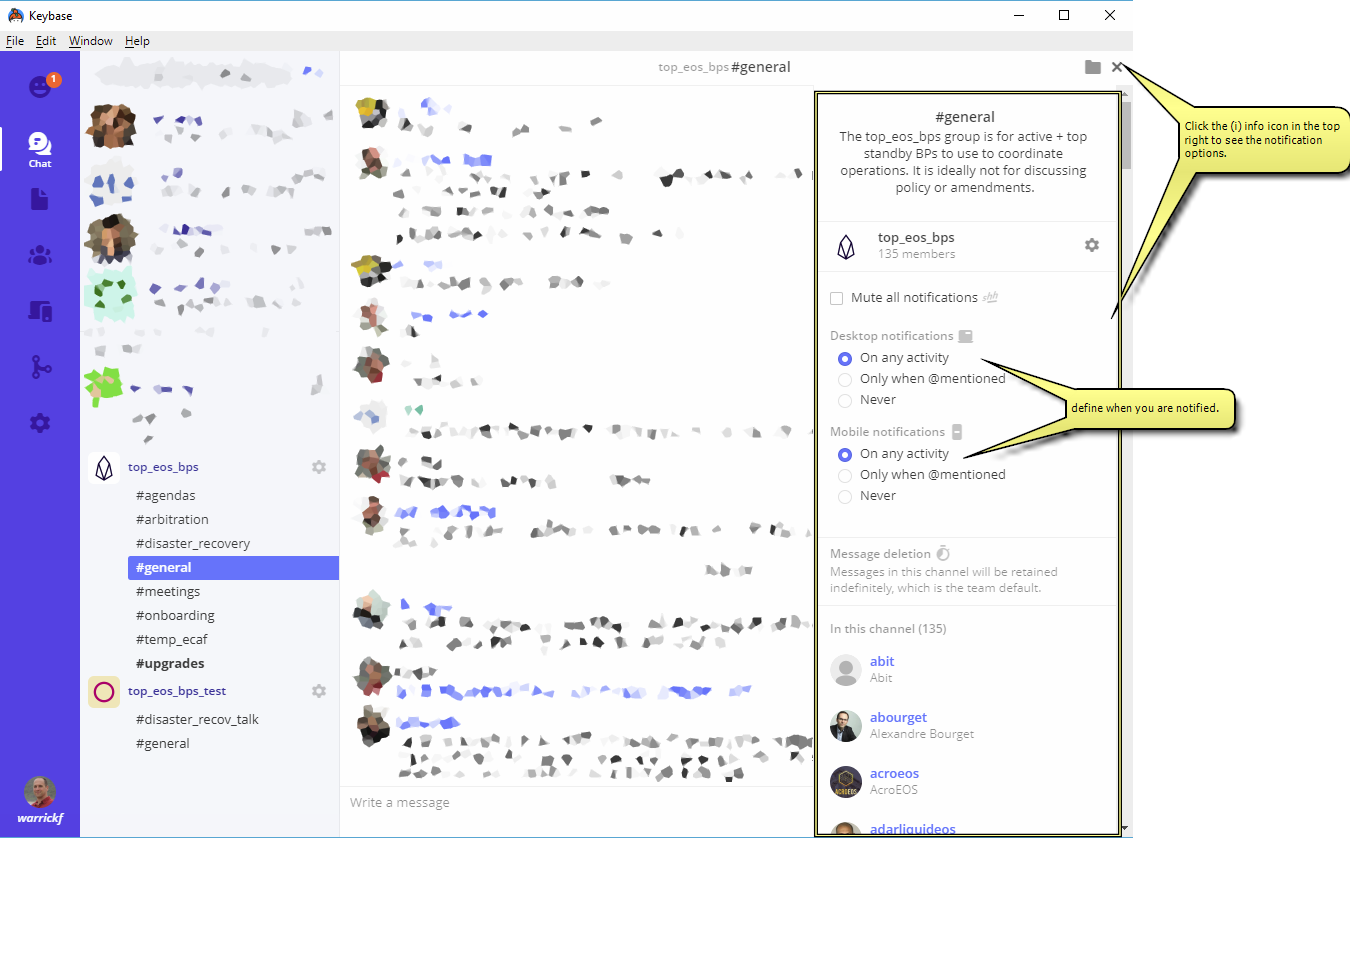 Keybase
File Edit Window Help
1
Chat
top_eos_bps
#agendas
#arbitration
#disaster_recovery
#general
#meetings
#onboarding
#temp_ecaf
#upgrades
top_eos_bps_test
#disaster_recov_talk
#general
warrickf
top_eos_bps#general
Write a message
#general
The top_eos_bps group is for active + top
standby BPs to use to coordinate
operations. It is ideally not for discussing
policy or amendments.
top_eos_bps
135 members
Mute all notifications shh
Desktop notifications
On any activity
Only when @mentioned
Never
Mobile notifications
On any activity
Only when @mentioned
Never
Message deletion
Messages in this channel will be retained
indefinitely, which is the team default.
In this channel (135)
abit
Abit
abourget
Alexandre Bourget
ACROEOS
acroeos
AcroEOS
adarliquideos
Click the (i) info icon in the top
right to see the notification
options.
define when you are notified.